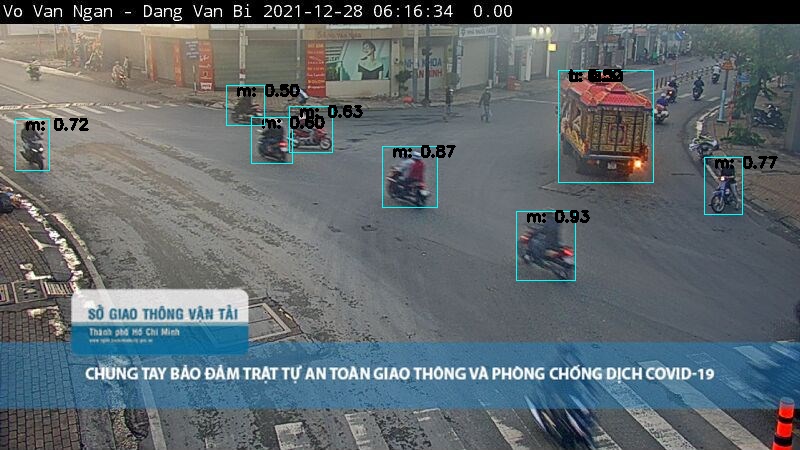 Vo Van Ngan - Dang Van Bi 2021-12-28 06:16:34 0.00
m: 0.50
m: 0.63
m: 0.72
m: 0.87
m: 0.77
m: 0.93
SỞ GIAO THÔNG VẬN TẢI
Thành phố Hồ Chí Minh
CHUNG TAY BẢO ĐẢM TRẬT TỰ AN TOÀN GIAO THÔNG VÀ PHÒNG CHỐNG DỊCH COVID-19